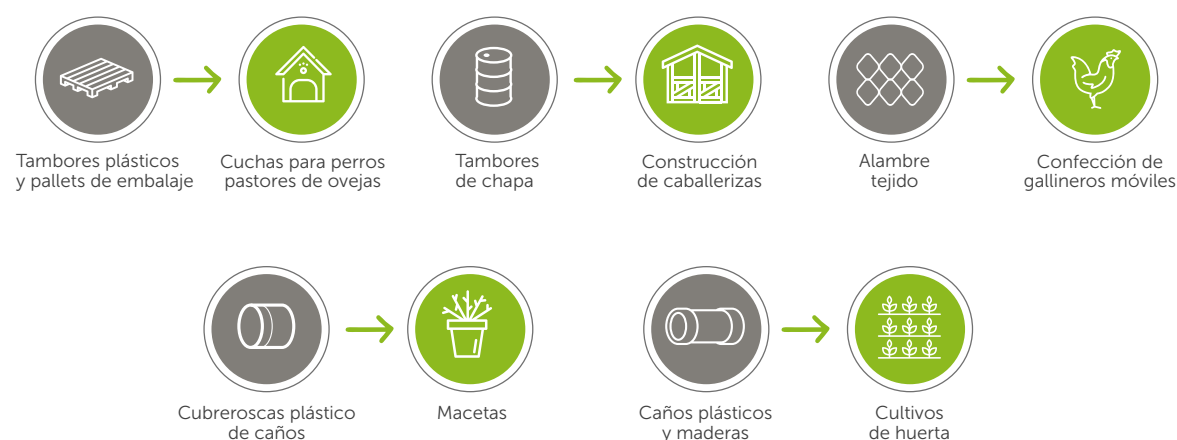 Tambores plásticos
y pallets de embalaje
Cuchas para perros
pastores de ovejas
Tambores
de chapa
Construcción
de caballerizas
Alambre
tejido
Confección de
gallineros móviles
Cubreroscas plástico
de caños
Macetas
Caños plásticos
y maderas
Cultivos
de huerta